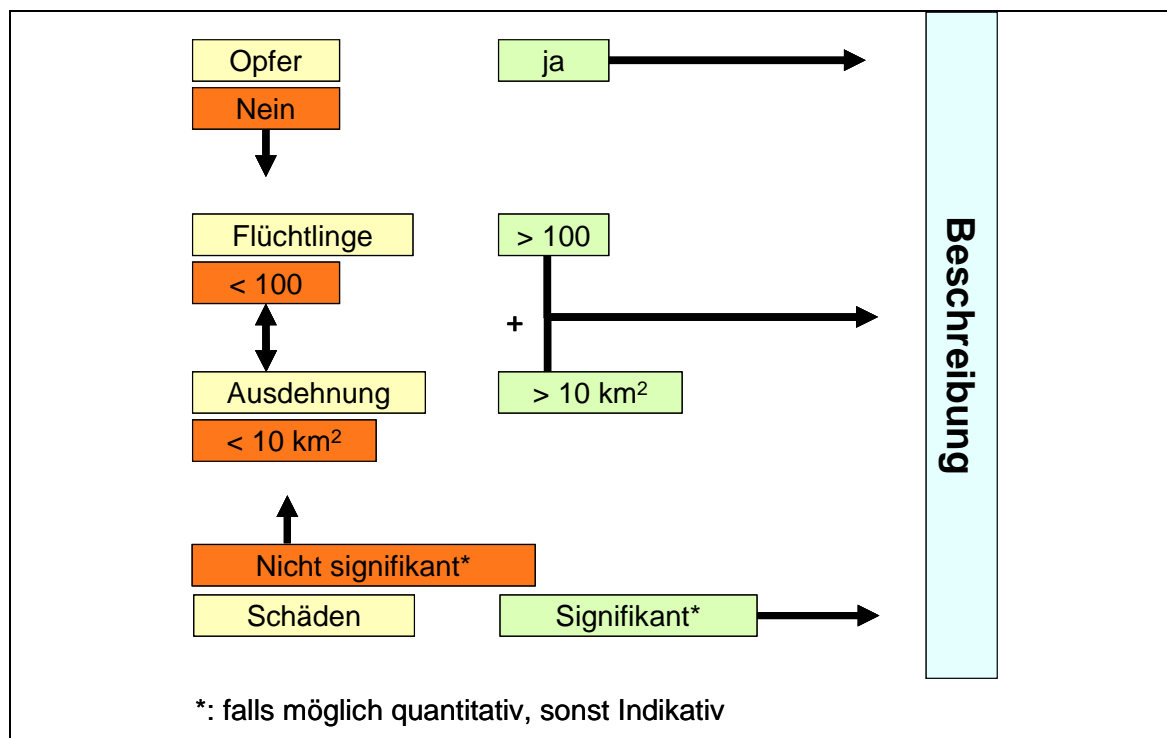 Opfer
ja
Nein
Flüchtlinge
> 100
< 100
+
Ausdehnung
> 10 km²
< 10 km²
Nicht signifikant*
Schäden
Signifikant*
Beschreibung
*: falls möglich quantitativ, sonst Indikativ